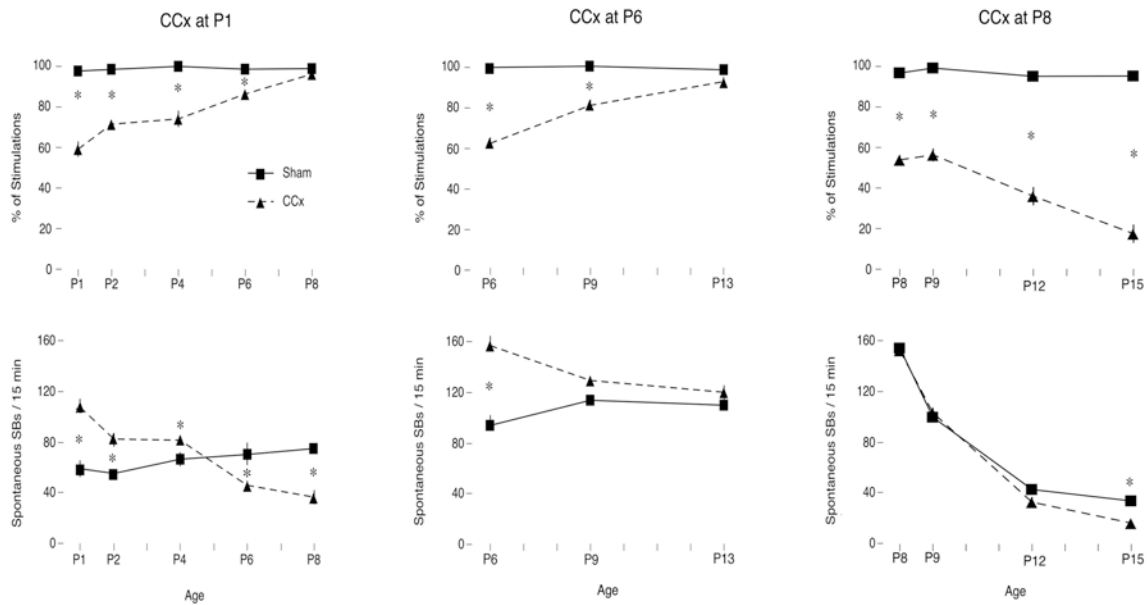 CCx at P1
CCx at P6
CCx at P8
% of Stimulations
100
80
60
40
20
0
*
*
*
*
Sham
CCx
P1
P2
P4
P6
P8
% of Stimulations
100
80
60
40
20
0
*
*
P6
P9
P13
% of Stimulations
100
80
60
40
20
0
*
*
*
*
P8
P9
P12
P15
Spontaneous SBs / 15 min
160
120
80
40
0
*
*
*
*
*
P1
P2
P4
P6
P8
Age
Spontaneous SBs / 15 min
160
120
80
40
0
*
P6
P9
P13
Age
Spontaneous SBs / 15 min
160
120
80
40
0
*
P8
P9
P12
P15
Age